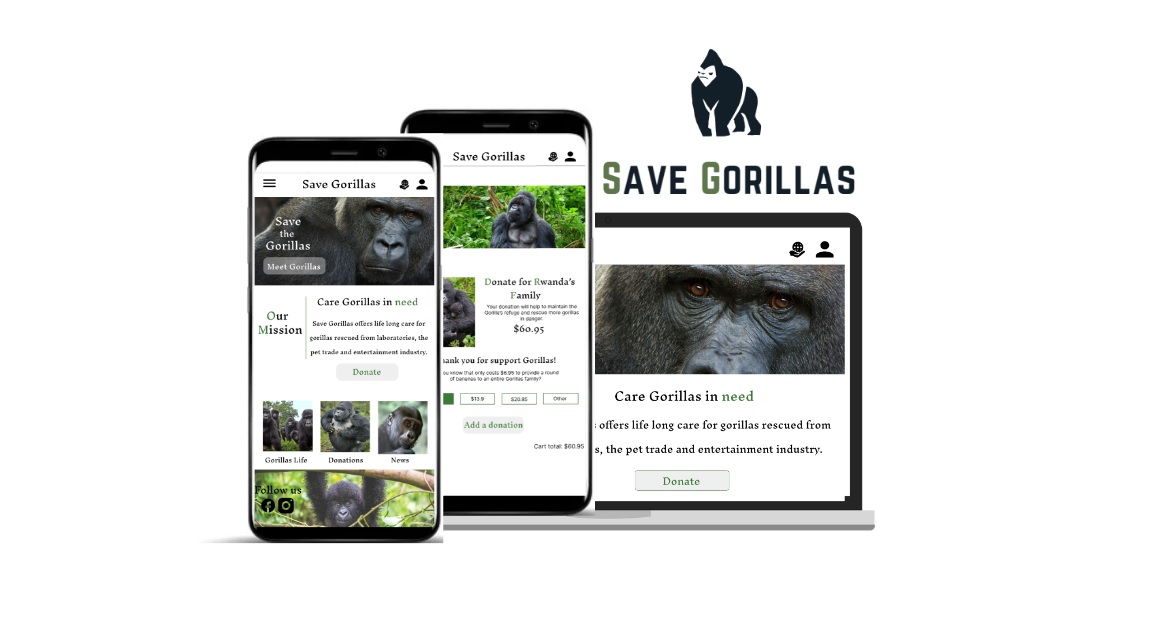 SAVE GORILLAS
Save Gorillas
Save
the
Gorillas
Meet Gorillas
Our
Mission
Care Gorillas in need
Save Gorillas offers life long care for
gorillas rescued from laboratories, the
pet trade and entertainment industry.
Donate
Gorillas Life
Donations
News
Follow us
Save Gorillas
Donate for Rwanda's
Family
Your donation will help to maintain the
Gorilla's refuge and rescue more gorillas
in danger.
$60.95
ank you for support Gorillas!
ou know that only costs $6.95 to provide a round
of bananas to an entire Gorillas family?
$13.9
$20.85
Other
Add a donation
Cart total: $60.95
Care Gorillas in need
s offers life long care for gorillas rescued from
s, the pet trade and entertainment industry.
Donate